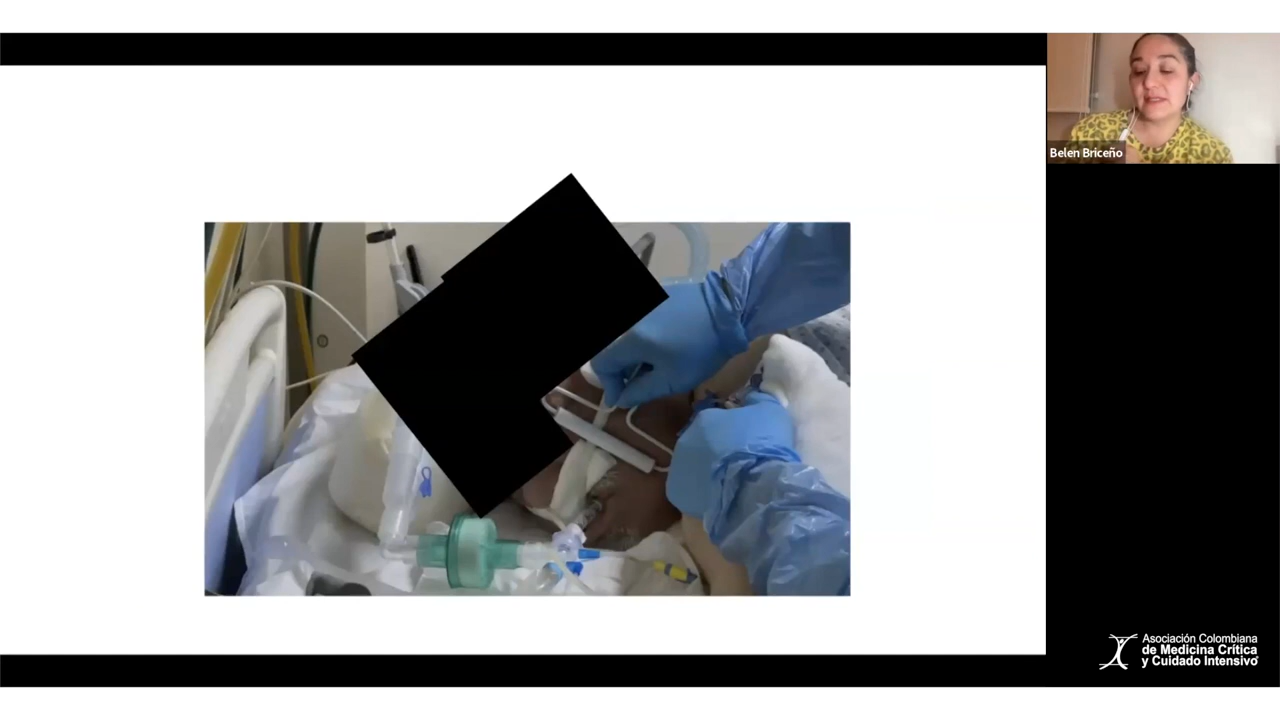 Belen Briceño
Asociación Colombiana
de Medicina Crítica
y Cuidado Intensivo